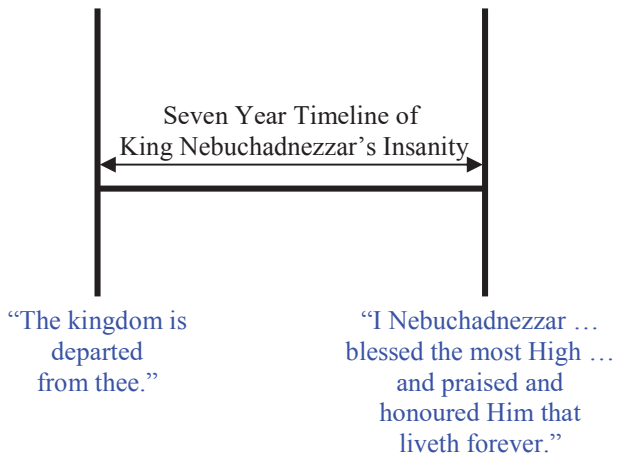 Seven Year Timeline of
King Nebuchadnezzar’s Insanity
“The kingdom is
departed
from thee.”
“I Nebuchadnezzar …
blessed the most High …
and praised and
honoured Him that
liveth forever.”